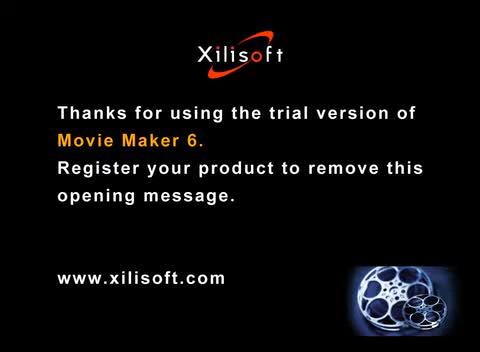 Xilisoft
Thanks for using the trial version of
Movie Maker 6.
Register your product to remove this
opening message.
www.xilisoft.com